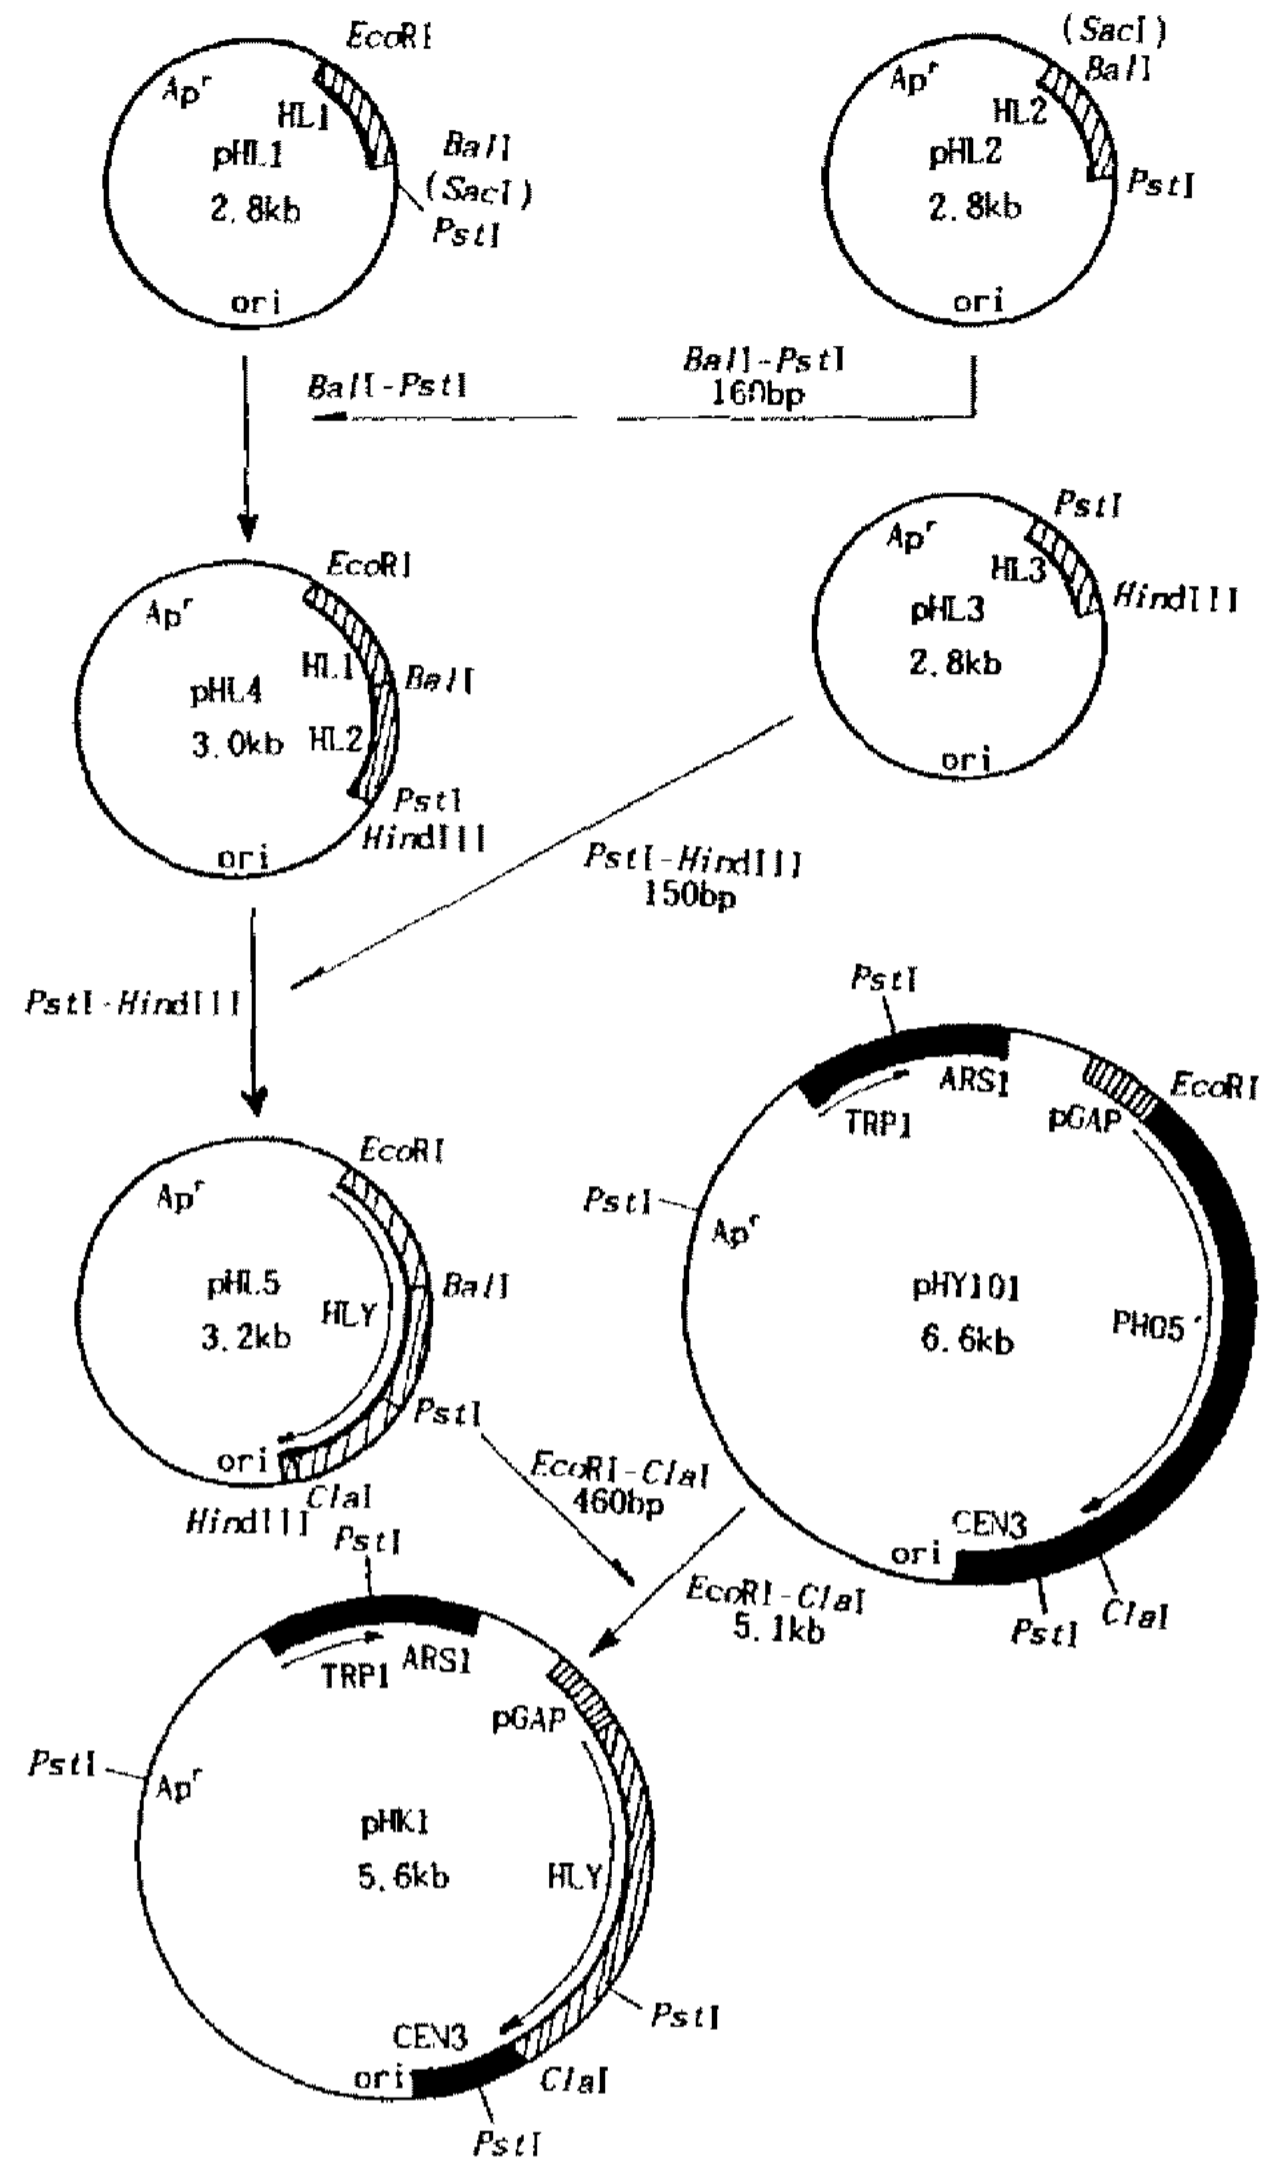 EcoRI
Apʳ
HL1
pHL1
2.8kb
BalI
(SacI)
PstI
ori
(SacI)
BalI
Apʳ
HL2
pHL2
2.8kb
PstI
ori
BalI-PstI
BalI-PstI
160bp
EcoRI
Apʳ
HL1
BalI
pHL4
3.0kb
HL2
PstI
HindIII
ori
PstI
Apʳ
HL3
HindIII
pHL3
2.8kb
ori
PstI-HindIII
150bp
PstI-HindIII
EcoRI
Apʳ
pHL5
3.2kb
HLY
BalI
PstI
ori
ClaI
HindIII
PstI
ARS1
TRP1
pGAP
EcoRI
PstI
Apʳ
pHY101
6.6kb
PHO5'
CEN3
ori
ClaI
PstI
EcoRI-ClaI
460bp
EcoRI-ClaI
5.1kb
PstI
TRP1
ARS1
pGAP
PstI
Apʳ
pHK1
5.6kb
HLY
PstI
CEN3
ori
ClaI
PstI